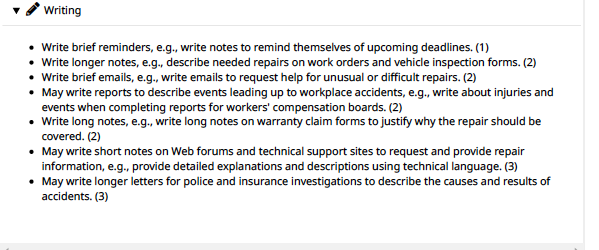 Writing
Write brief reminders, e.g., write notes to remind themselves of upcoming deadlines. (1)
Write longer notes, e.g., describe needed repairs on work orders and vehicle inspection forms. (2)
Write brief emails, e.g., write emails to request help for unusual or difficult repairs. (2)
May write reports to describe events leading up to workplace accidents, e.g., write about injuries and
events when completing reports for workers' compensation boards. (2)
Write long notes, e.g., write long notes on warranty claim forms to justify why the repair should be
covered. (2)
May write short notes on Web forums and technical support sites to request and provide repair
information, e.g., provide detailed explanations and descriptions using technical language. (3)
May write longer letters for police and insurance investigations to describe the causes and results of
accidents. (3)